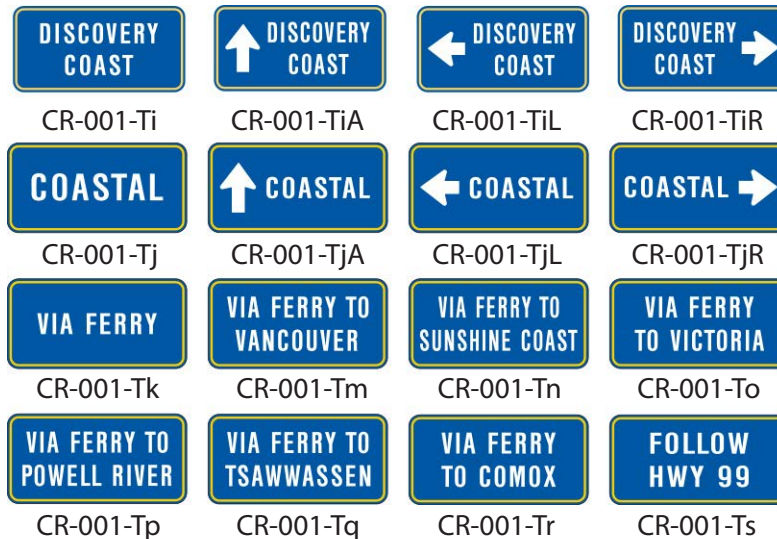 DISCOVERY
COAST
DISCOVERY
COAST
DISCOVERY
COAST
DISCOVERY
COAST
CR-001-Ti
CR-001-TiA
CR-001-TiL
CR-001-TiR
COASTAL
COASTAL
COASTAL
COASTAL
CR-001-Tj
CR-001-TjA
CR-001-TjL
CR-001-TjR
VIA FERRY
VIA FERRY TO
VANCOUVER
VIA FERRY TO
SUNSHINE COAST
VIA FERRY
TO VICTORIA
CR-001-Tk
CR-001-Tm
CR-001-Tn
CR-001-To
VIA FERRY TO
POWELL RIVER
VIA FERRY TO
TSAWWASSEN
VIA FERRY
TO COMOX
FOLLOW
HWY 99
CR-001-Tp
CR-001-Tq
CR-001-Tr
CR-001-Ts